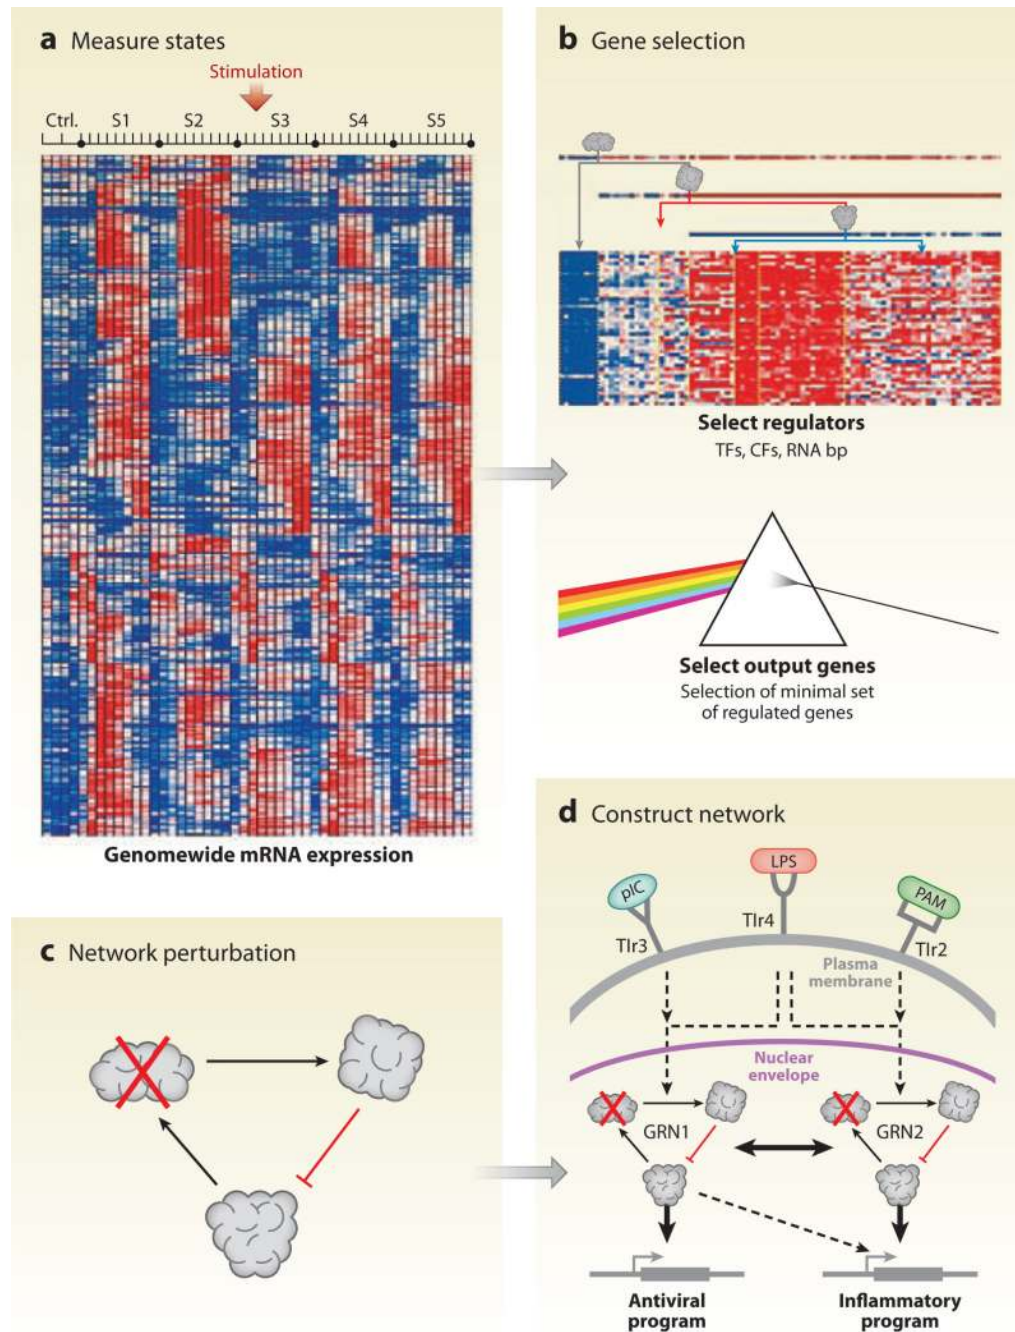 a Measure states
Stimulation
Ctrl. S1 S2 S3 S4 S5
Genomewide mRNA expression
b Gene selection
Select regulators
TFs, CFs, RNA bp
Select output genes
Selection of minimal set
of regulated genes
c Network perturbation
d Construct network
pIC
LPS
PAM
Tlr3
Tlr4
Tlr2
Plasma
membrane
Nuclear
envelope
GRN1
GRN2
Antiviral
program
Inflammatory
program